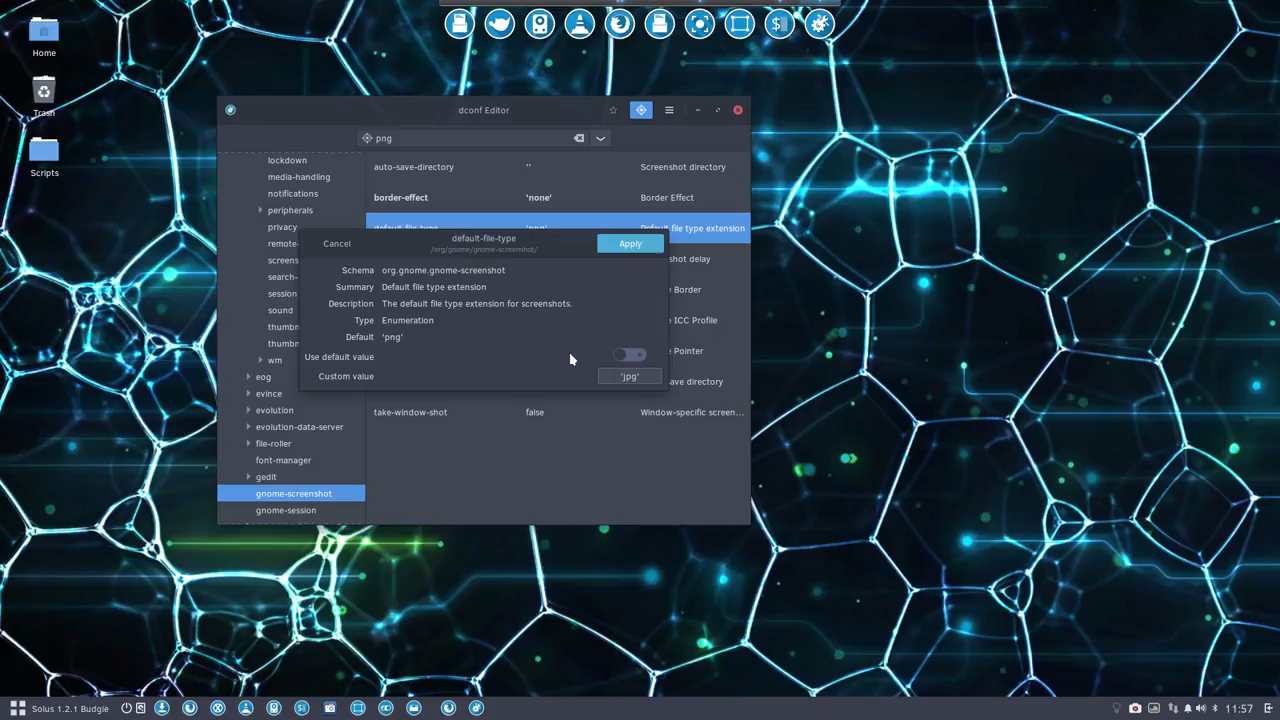 Home
Trash
Scripts
dconf Editor
png
lockdown
media-handling
notifications
peripherals
privacy
remote-
screens
search-
session
sound
thumbn
thumbn
wm
eog
evince
evolution
evolution-data-server
file-roller
font-manager
gedit
gnome-screenshot
gnome-session
auto-save-directory '' Screenshot directory
border-effect 'none' Border Effect
default-file-type 'png' Default file type extension
shot delay
Border
ICC Profile
Pointer
save directory
take-window-shot false Window-specific screen...
Cancel
default-file-type
/org/gnome/gnome-screenshot/
Apply
Schema org.gnome.gnome-screenshot
Summary Default file type extension
Description The default file type extension for screenshots.
Type Enumeration
Default 'png'
Use default value
Custom value 'jpg'
Solus 1.2.1 Budgie
11:57